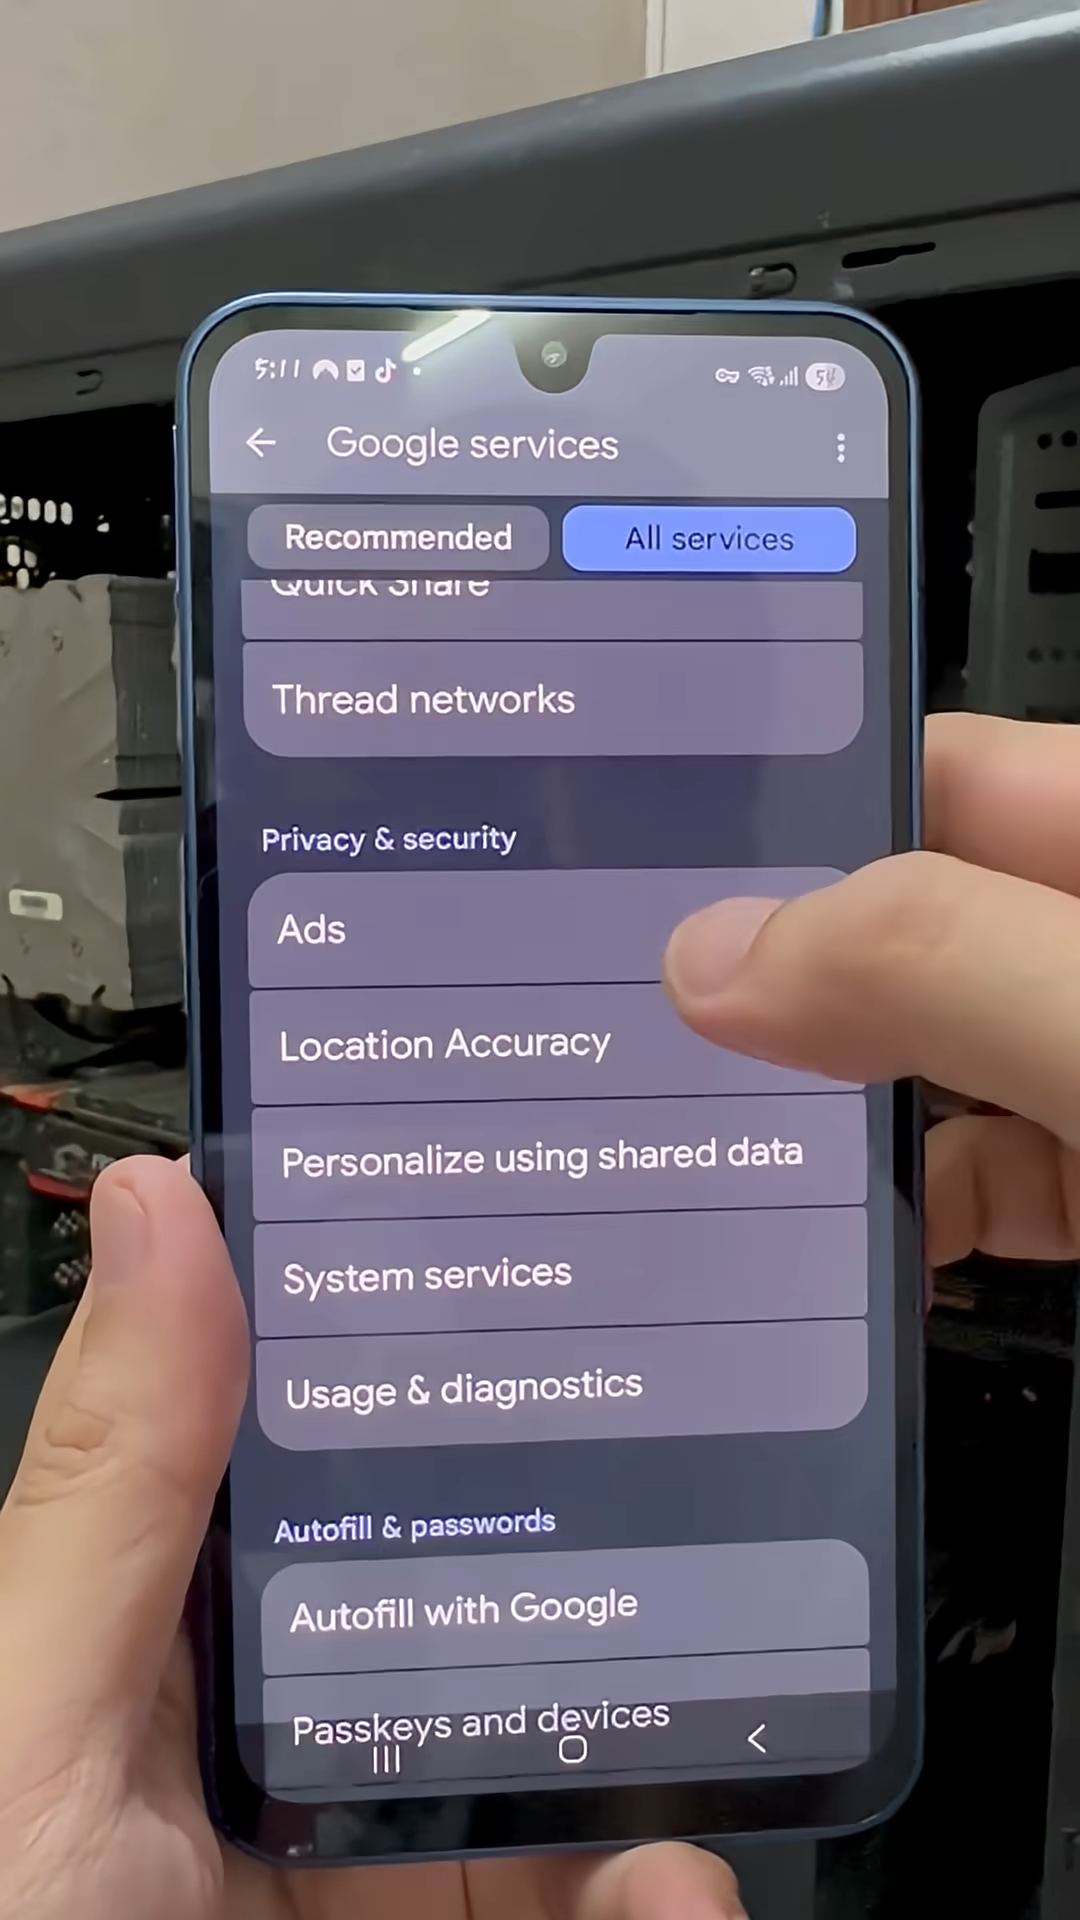 5:11
54
Google services
Recommended
All services
Quick Share
Thread networks
Privacy & security
Ads
Location Accuracy
Personalize using shared data
System services
Usage & diagnostics
Autofill & passwords
Autofill with Google
Passkeys and devices